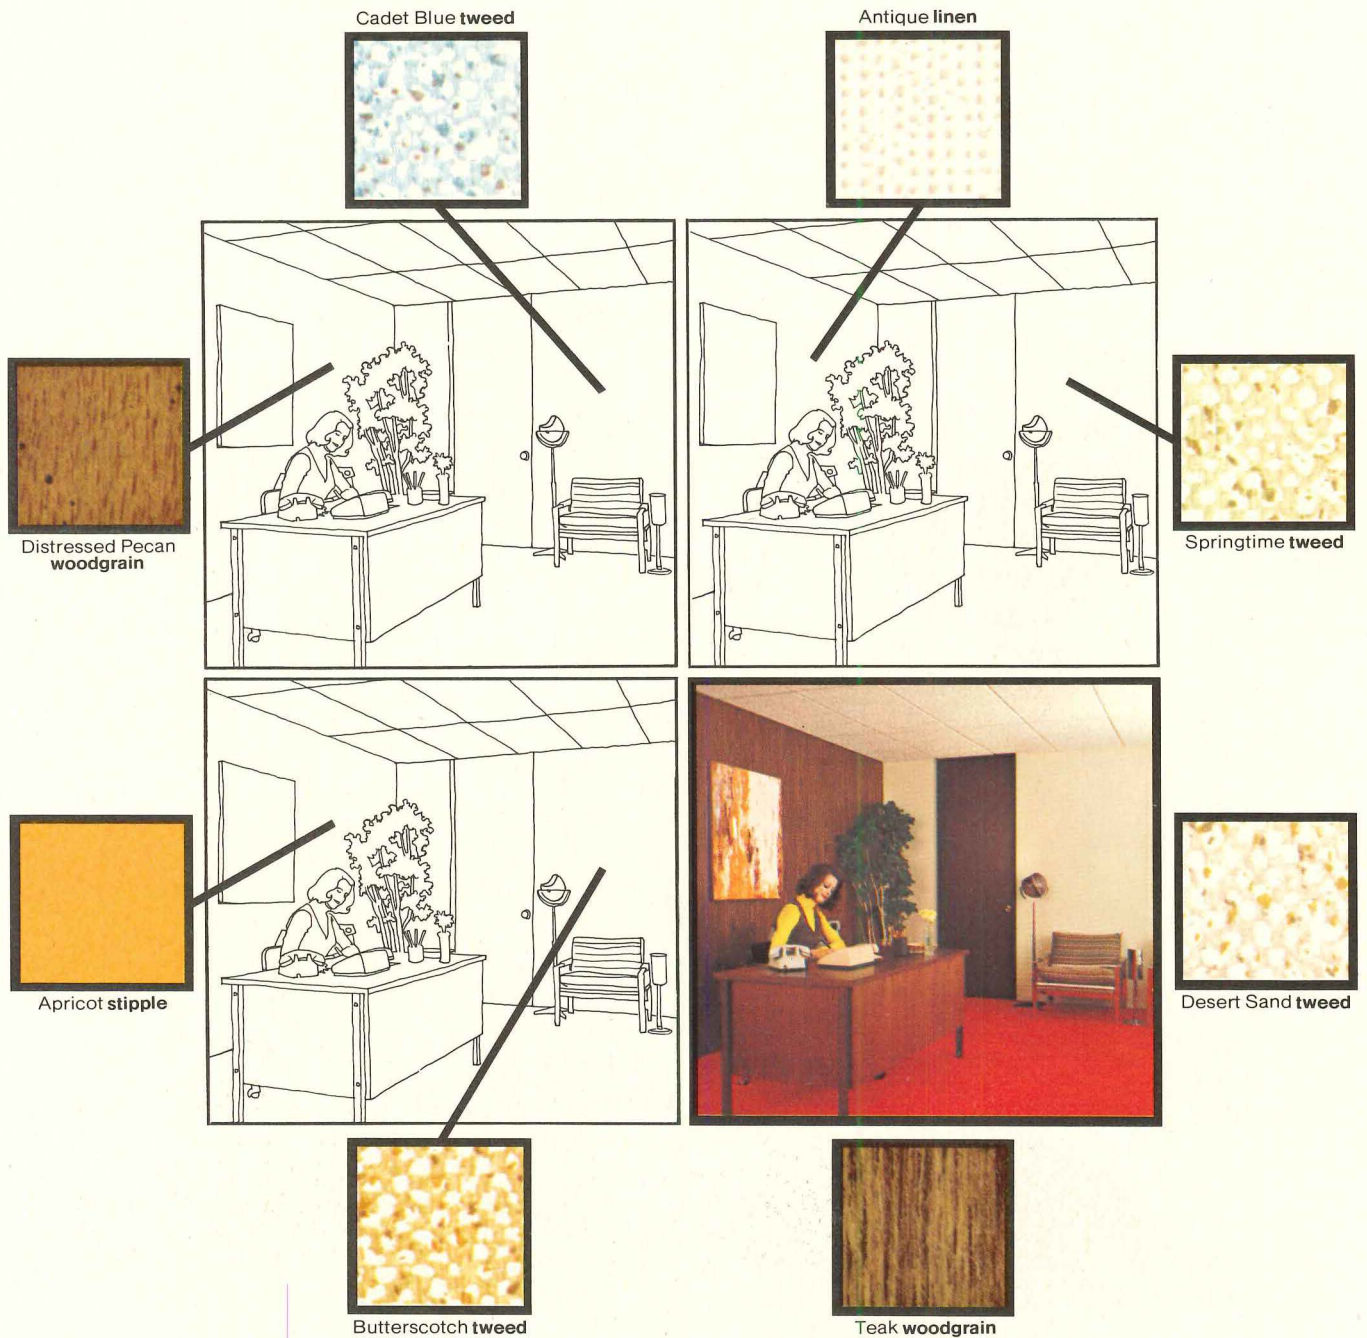 Cadet Blue tweed
Antique linen
Distressed Pecan
woodgrain
Springtime tweed
Apricot stipple
Desert Sand tweed
Butterscotch tweed
Teak woodgrain